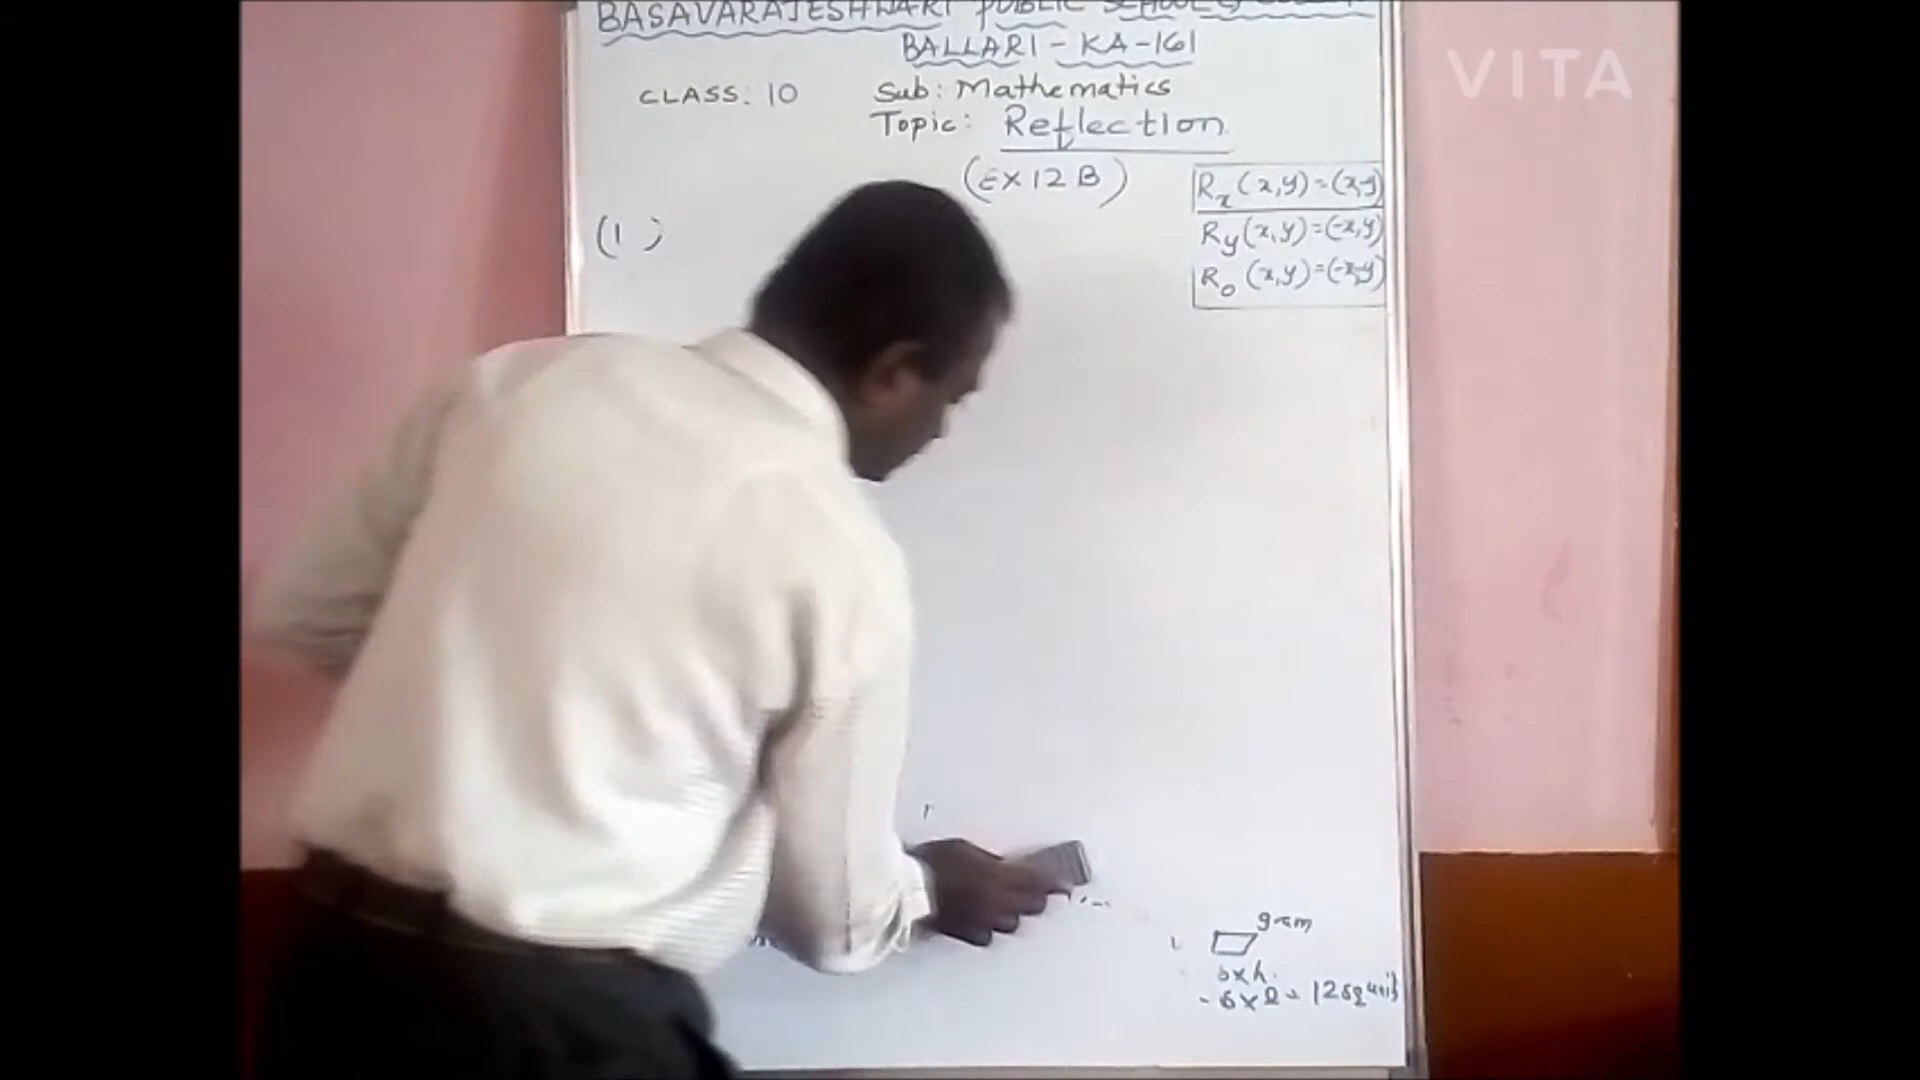 BASAVARAJESHWARI PUBLIC SCHOOL &
BALLARI - KA-161
VITA
CLASS: 10
Sub: Mathematics
Topic: Reflection
(EX 12 B)
Rx (x,y) = (x,-y)
Ry (x,y) = (-x,y)
Ro (x,y) = (-x,-y)
(1)
gram
b x h
= 6 x 2 = 12 sq units